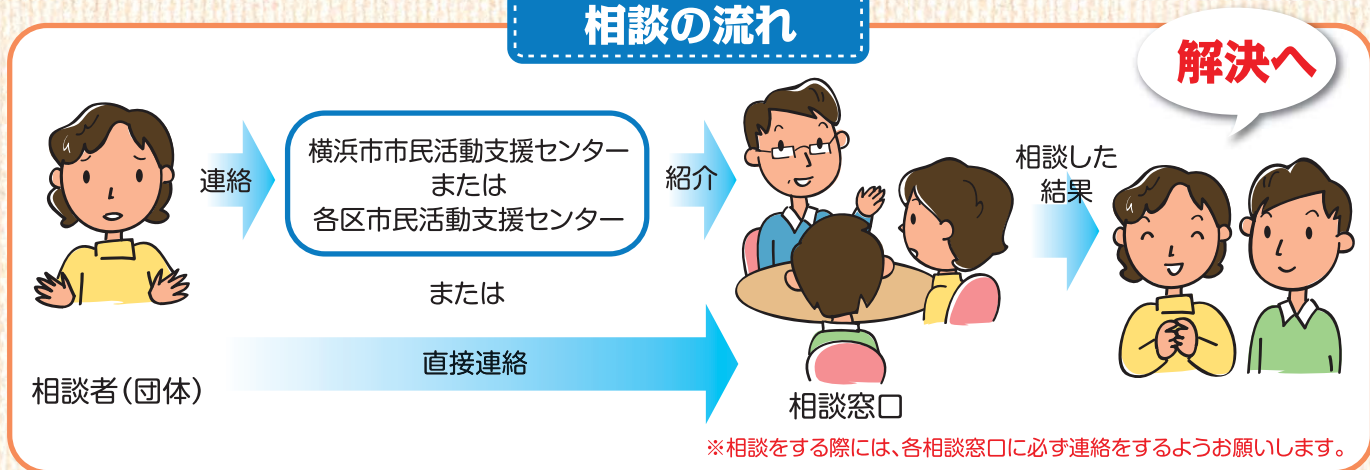 相談の流れ
解決へ
連絡
横浜市市民活動支援センター
または
各区市民活動支援センター
紹介
相談した
結果
または
直接連絡
相談者(団体)
相談窓口
※相談をする際には、各相談窓口に必ず連絡をするようお願いします。